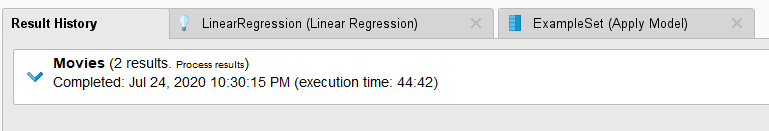 Result History LinearRegression (Linear Regression) ExampleSet (Apply Model)
Movies (2 results. Process results)
Completed: Jul 24, 2020 10:30:15 PM (execution time: 44:42)